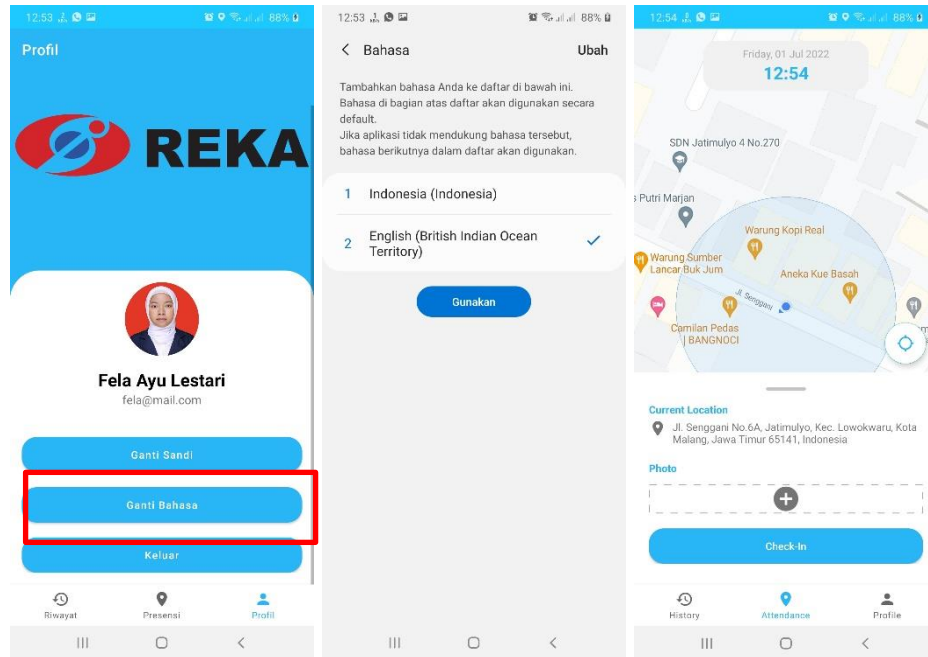 12:53
88%
Profil
REKA
Fela Ayu Lestari
fela@mail.com
Ganti Sandi
Ganti Bahasa
Keluar
Riwayat
Presensi
Profil
12:53
88%
Bahasa
Ubah
Tambahkan bahasa Anda ke daftar di bawah ini.
Bahasa di bagian atas daftar akan digunakan secara
default.
Jika aplikasi tidak mendukung bahasa tersebut,
bahasa berikutnya dalam daftar akan digunakan.
1 Indonesia (Indonesia)
2 English (British Indian Ocean
Territory)
Gunakan
12:54
88%
Friday, 01 Jul 2022
12:54
SDN Jatimulyo 4 No.270
s Putri Marjan
Warung Kopi Real
Warung Sumber
Lancar Buk Jum
Aneka Kue Basah
Jl. Senggani
Camilan Pedas
| BANGNOCI
Current Location
Jl. Senggani No.6A, Jatimulyo, Kec. Lowokwaru, Kota
Malang, Jawa Timur 65141, Indonesia
Photo
Check-In
History
Attendance
Profile